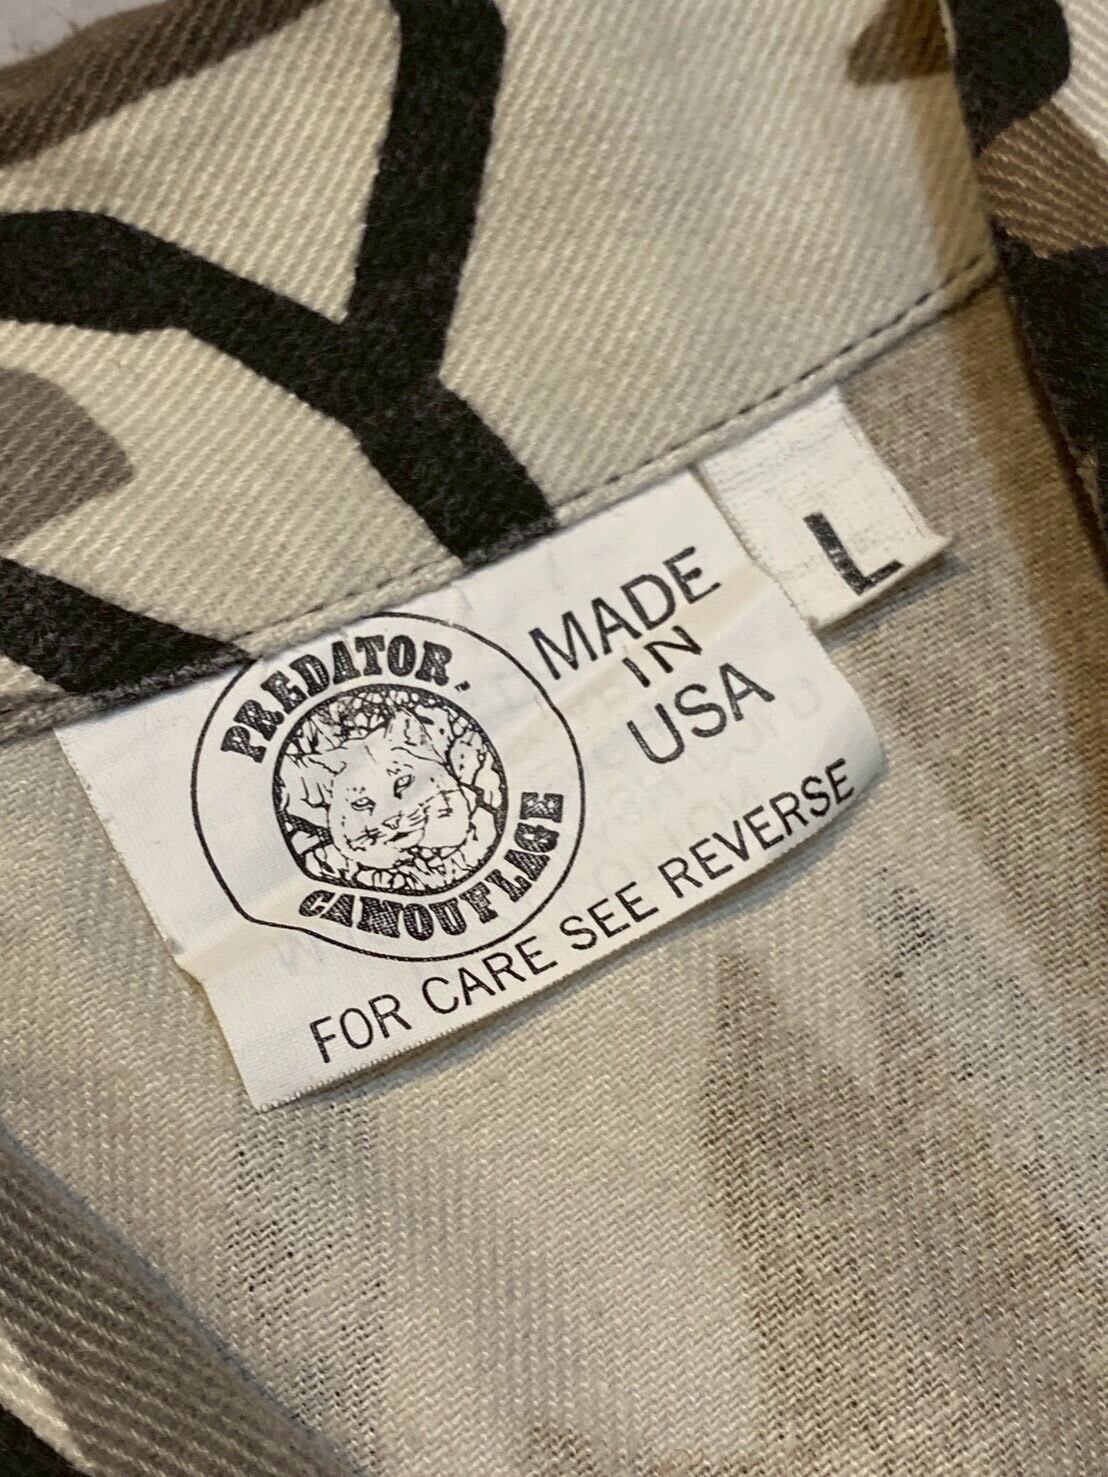 PREDATOR
CAMOUFLAGE
MADE
IN
USA
L
FOR CARE SEE REVERSE